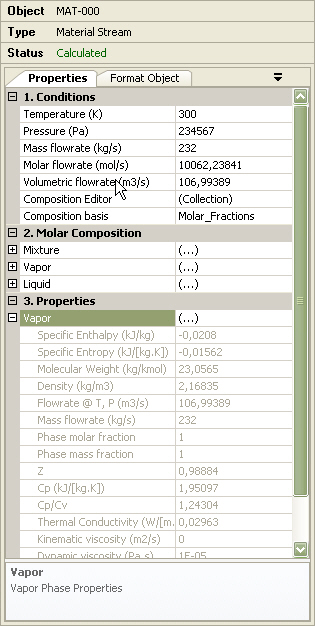 Object MAT-000
Type Material Stream
Status Calculated
Properties Format Object
1. Conditions
Temperature (K) 300
Pressure (Pa) 234567
Mass flowrate (kg/s) 232
Molar flowrate (mol/s) 10062,23841
Volumetric flowrate (m3/s) 106,99389
Composition Editor (Collection)
Composition basis Molar_Fractions
2. Molar Composition
Mixture (...)
Vapor (...)
Liquid (...)
3. Properties
Vapor (...)
Specific Enthalpy (kJ/kg) -0,0208
Specific Entropy (kJ/[kg.K]) -0,01562
Molecular Weight (kg/kmol) 23,0565
Density (kg/m3) 2,16835
Flowrate @ T, P (m3/s) 106,99389
Mass flowrate (kg/s) 232
Phase molar fraction 1
Phase mass fraction 1
Z 0,98884
Cp (kJ/[kg.K]) 1,95097
Cp/Cv 1,24304
Thermal Conductivity (W/[m. 0,02963
Kinematic viscosity (m2/s) 0
Dynamic viscosity (Pa.s) 1E-05
Vapor
Vapor Phase Properties